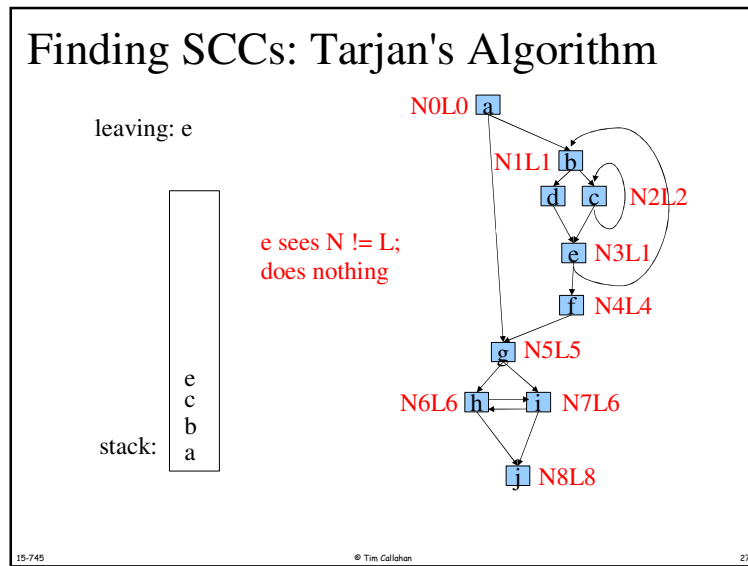 Finding SCCs: Tarjan's Algorithm
leaving: e
N0L0 a
N1L1 b
d c N2L2
e sees N != L;
does nothing
e N3L1
f N4L4
g N5L5
N6L6 h i N7L6
j N8L8
e
c
b
stack: a
15-745 © Tim Callahan 27